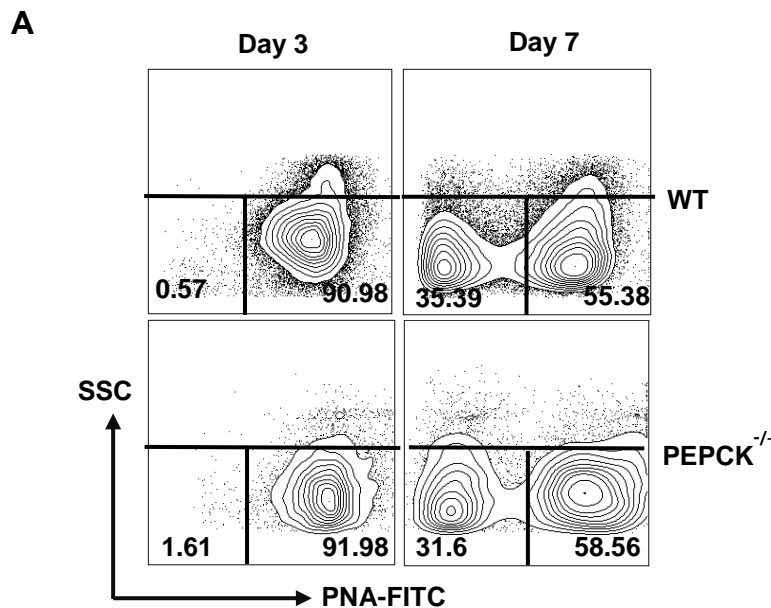 A
Day 3 Day 7
WT
0.57 90.98 35.39 55.38
SSC
PEPCK-/-
1.61 91.98 31.6 58.56
PNA-FITC